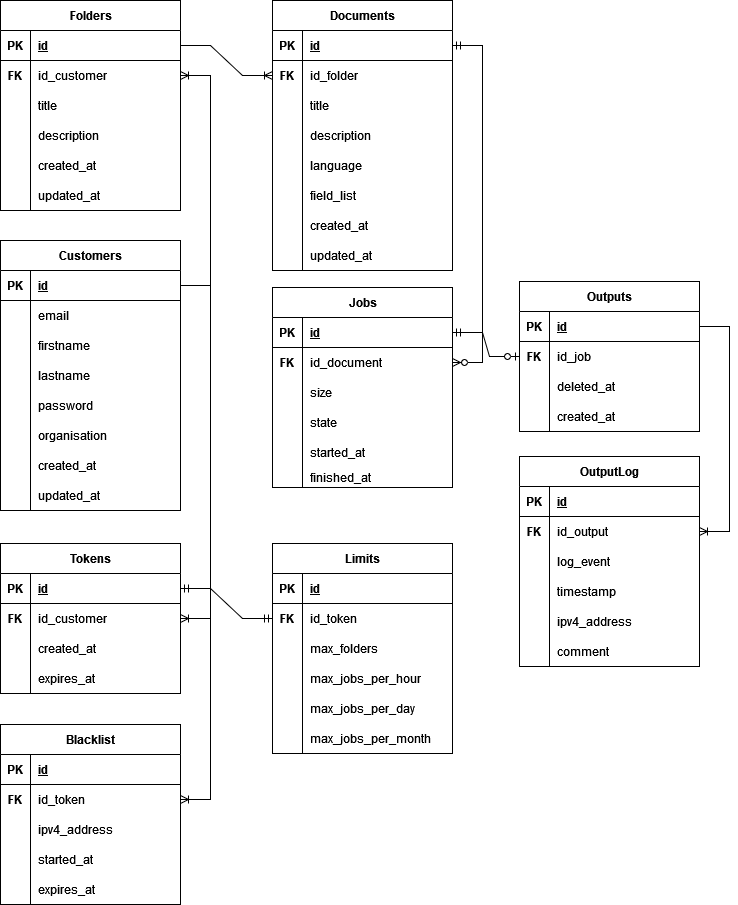 Folders
PK id
FK id_customer
title
description
created_at
updated_at
Documents
PK id
FK id_folder
title
description
language
field_list
created_at
updated_at
Customers
PK id
email
firstname
lastname
password
organisation
created_at
updated_at
Jobs
PK id
FK id_document
size
state
started_at
finished_at
Outputs
PK id
FK id_job
deleted_at
created_at
OutputLog
PK id
FK id_output
log_event
timestamp
ipv4_address
comment
Tokens
PK id
FK id_customer
created_at
expires_at
Limits
PK id
FK id_token
max_folders
max_jobs_per_hour
max_jobs_per_day
max_jobs_per_month
Blacklist
PK id
FK id_token
ipv4_address
started_at
expires_at